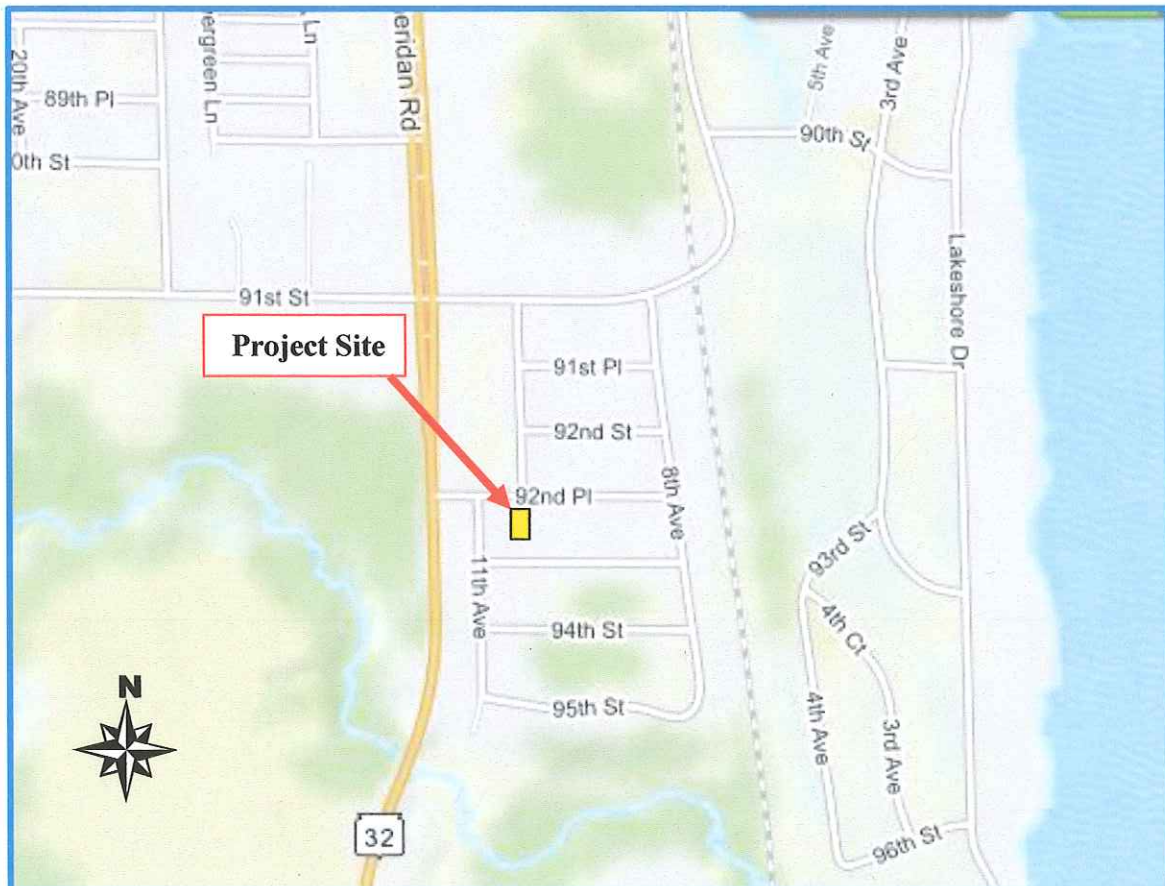 Ln
eridan Rd
ergreen Ln
20th Ave
89th Pl
0th St
5th Ave
3rd Ave
90th St
Lakeshore Dr
91st St
Project Site
91st Pl
92nd St
92nd Pl
8th Ave
11th Ave
93rd St
4th Ct
94th St
95th St
4th Ave
3rd Ave
N
32
96th St